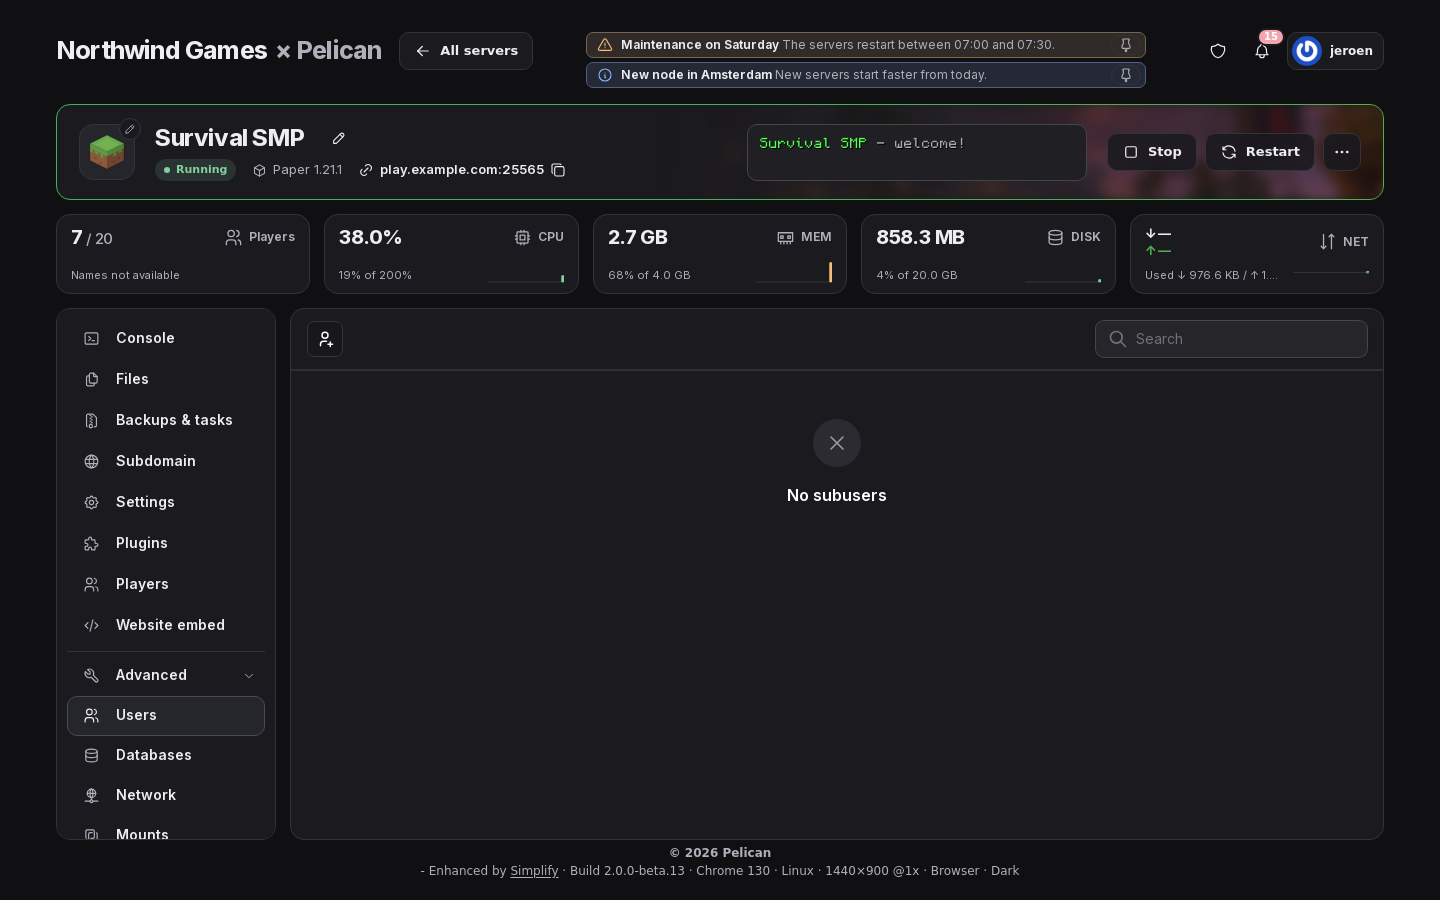 Northwind Games × Pelican
All servers
Maintenance on Saturday The servers restart between 07:00 and 07:30.
New node in Amsterdam New servers start faster from today.
15
jeroen
Survival SMP
Running
Paper 1.21.1
play.example.com:25565
Survival SMP - welcome!
Stop
Restart
7 / 20
Players
Names not available
38.0%
CPU
19% of 200%
2.7 GB
MEM
68% of 4.0 GB
858.3 MB
DISK
4% of 20.0 GB
↓—
↑—
NET
Used ↓ 976.6 KB / ↑ 1....
Console
Files
Backups & tasks
Subdomain
Settings
Plugins
Players
Website embed
Advanced
Users
Databases
Network
Mounts
Search
No subusers
© 2026 Pelican
- Enhanced by Simplify · Build 2.0.0-beta.13 · Chrome 130 · Linux · 1440×900 @1x · Browser · Dark